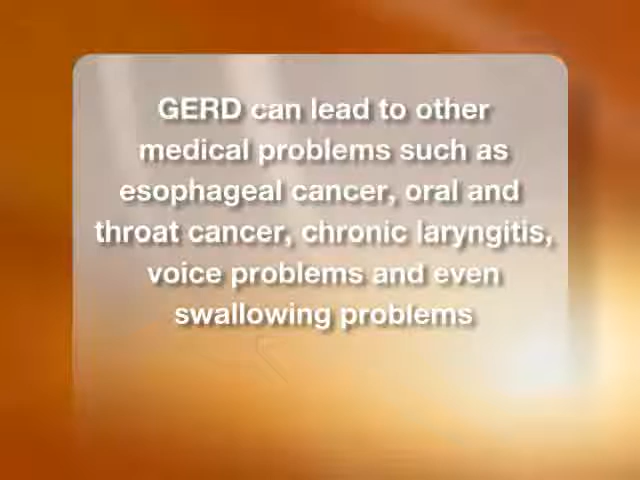 GERD can lead to other
medical problems such as
esophageal cancer, oral and
throat cancer, chronic laryngitis,
voice problems and even
swallowing problems